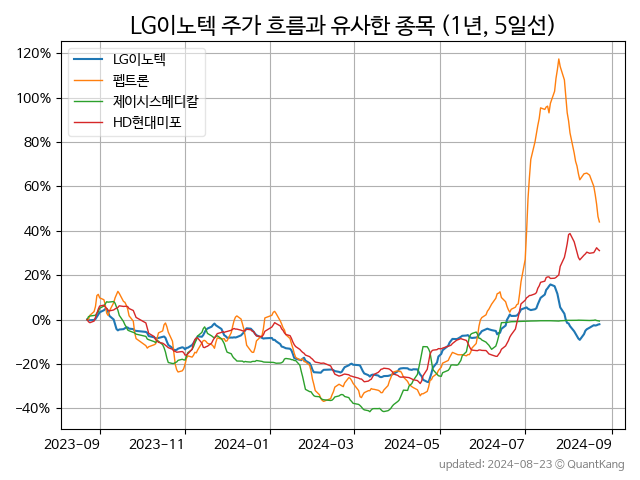 LG이노텍 주가 흐름과 유사한 종목 (1년, 5일선)
LG이노텍
펩트론
제이시스메디칼
HD현대미포
120%
100%
80%
60%
40%
20%
0%
−20%
−40%
2023-09 2023-11 2024-01 2024-03 2024-05 2024-07 2024-09
updated: 2024-08-23 © QuantKang